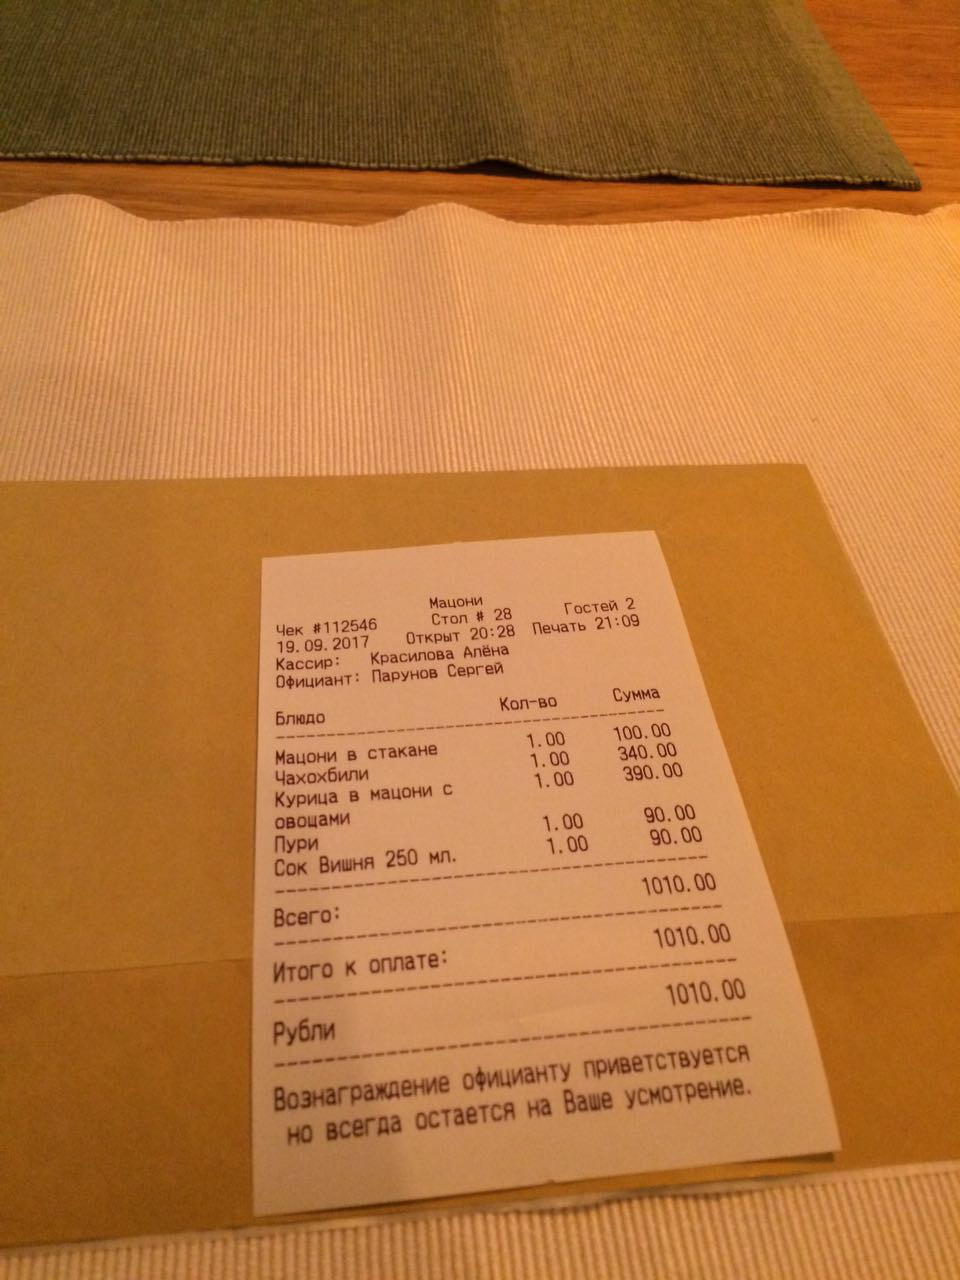 Мацони
Чек #112546 Стол # 28 Гостей 2
19.09.2017 Открыт 20:28 Печать 21:09
Кассир: Красилова Алёна
Официант: Парунов Сергей
Блюдо Кол-во Сумма
Мацони в стакане 1.00 100.00
Чахохбили 1.00 340.00
Курица в мацони с 1.00 390.00
овощами
Пури 1.00 90.00
Сок Вишня 250 мл. 1.00 90.00
Всего: 1010.00
Итого к оплате: 1010.00
Рубли 1010.00
Вознаграждение официанту приветствуется
но всегда остается на Ваше усмотрение.